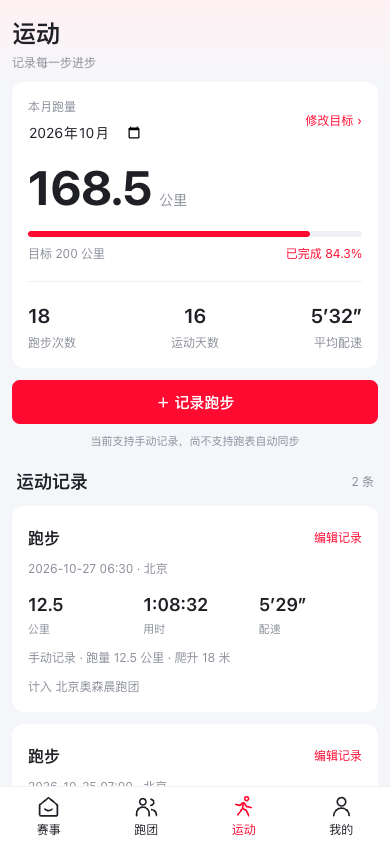 运动
记录每一步进步
本月跑量
修改目标 ›
2026年10月
168.5 公里
目标 200 公里
已完成 84.3%
18
16
5′32″
跑步次数
运动天数
平均配速
＋ 记录跑步
当前支持手动记录，尚不支持跑表自动同步
运动记录
2 条
跑步
编辑记录
2026-10-27 06:30 · 北京
12.5
1:08:32
5′29″
公里
用时
配速
手动记录 · 跑量 12.5 公里 · 爬升 18 米
计入 北京奥森晨跑团
跑步
编辑记录
2026-10-25 07:00 · 北京
赛事
跑团
运动
我的